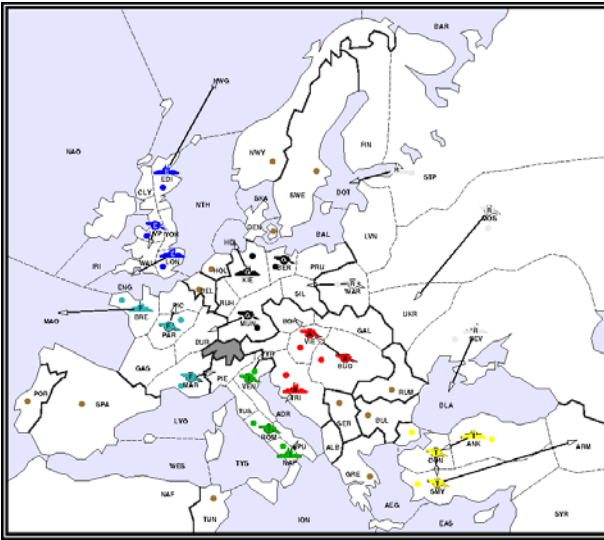 BAR
NWG
NAO
NWY
FIN
EDI
STP
CLY
SWE
BOT
SKA
NTH
MOS
YOK
DEN
LVN
BAL
IRI
WAL
LON
HOL
KIE
BER
PRU
WAR
ENG
BEL
RUH
SIL
UKR
PIC
BRE
MUN
BOH
GAL
SEV
MAO
PAR
BUR
VIE
TYR
BUD
GAS
MAR
PIE
VEN
TRI
RUM
BLA
POR
SPA
TUS
ADR
SER
BUL
LYO
ROM
APU
ANK
ARM
ALB
CON
NAP
WES
TYS
GRE
SMY
NAF
AEG
SYR
TUN
ION
EAS